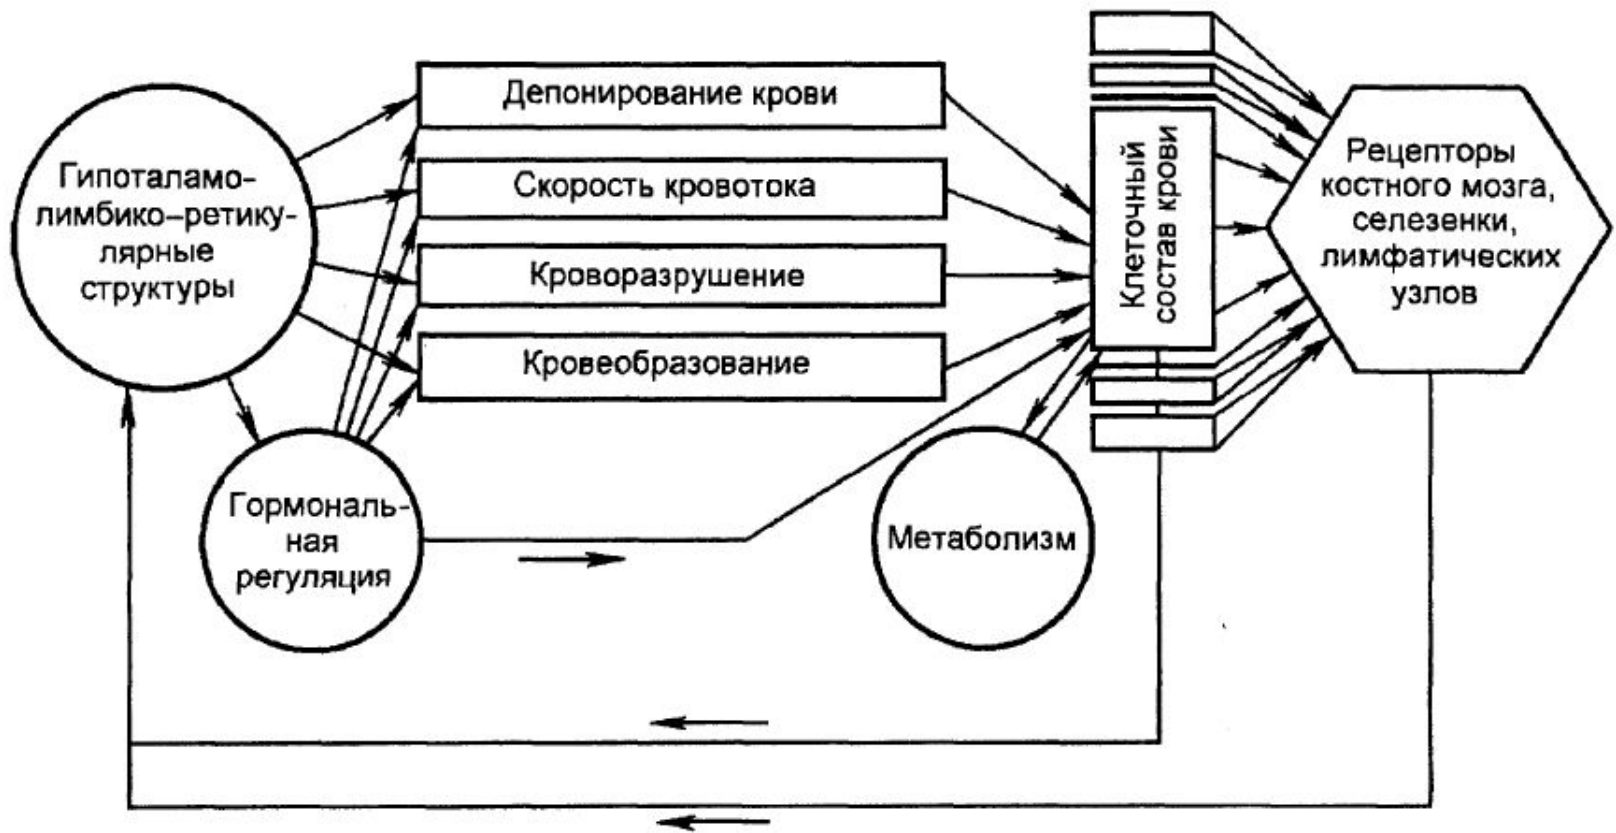 Гипоталамо-
лимбико-ретику-
лярные
структуры
Депонирование крови
Скорость кровотока
Кроворазрушение
Кровеобразование
Клеточный
состав крови
Рецепторы
костного мозга,
селезенки,
лимфатических
узлов
Гормональ-
ная
регуляция
Метаболизм